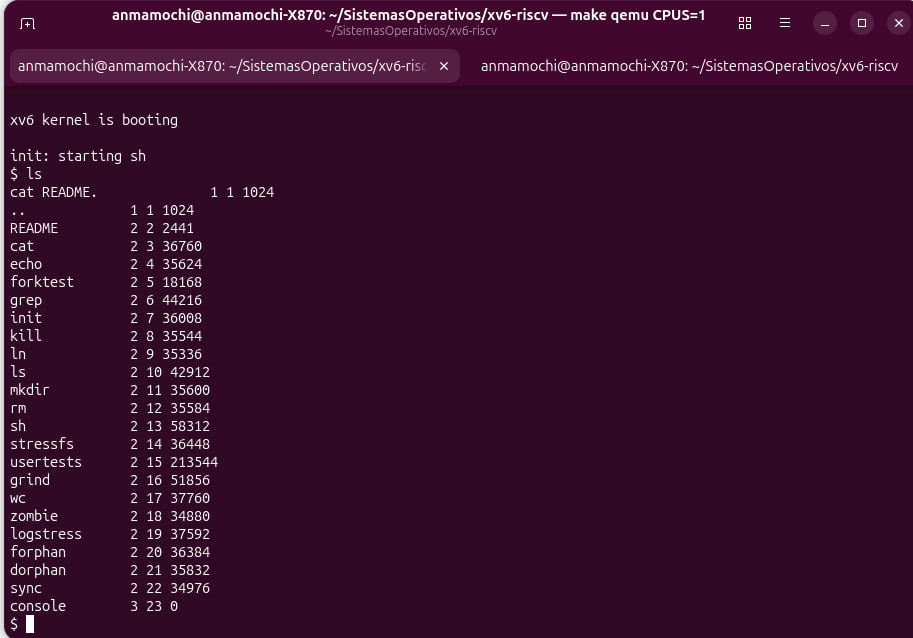 anmamochi@anmamochi-X870: ~/SistemasOperativos/xv6-riscv — make qemu CPUS=1
~/SistemasOperativos/xv6-riscv
anmamochi@anmamochi-X870: ~/SistemasOperativos/xv6-risc
anmamochi@anmamochi-X870: ~/SistemasOperativos/xv6-riscv
xv6 kernel is booting
init: starting sh
$ ls
cat README.              1 1 1024
..             1 1 1024
README         2 2 2441
cat            2 3 36760
echo           2 4 35624
forktest       2 5 18168
grep           2 6 44216
init           2 7 36008
kill           2 8 35544
ln             2 9 35336
ls             2 10 42912
mkdir          2 11 35600
rm             2 12 35584
sh             2 13 58312
stressfs       2 14 36448
usertests      2 15 213544
grind          2 16 51856
wc             2 17 37760
zombie         2 18 34880
logstress      2 19 37592
forphan        2 20 36384
dorphan        2 21 35832
sync           2 22 34976
console        3 23 0
$